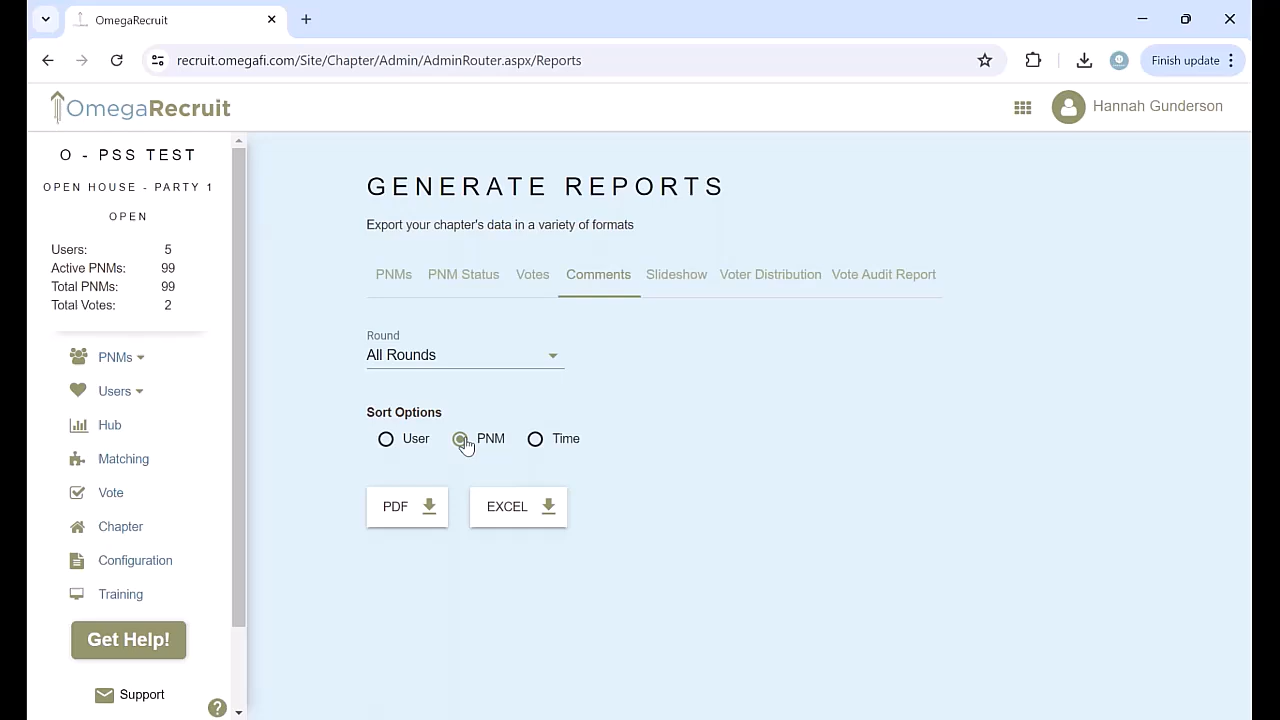 OmegaRecruit
recruit.omegafi.com/Site/Chapter/Admin/AdminRouter.aspx/Reports
Finish update
OmegaRecruit
Hannah Gunderson
O - PSS TEST
OPEN HOUSE - PARTY 1
OPEN
Users: 5
Active PNMs: 99
Total PNMs: 99
Total Votes: 2
PNMs
Users
Hub
Matching
Vote
Chapter
Configuration
Training
Get Help!
Support
?
GENERATE REPORTS
Export your chapter's data in a variety of formats
PNMs PNM Status Votes Comments Slideshow Voter Distribution Vote Audit Report
Round
All Rounds
Sort Options
User PNM Time
PDF EXCEL